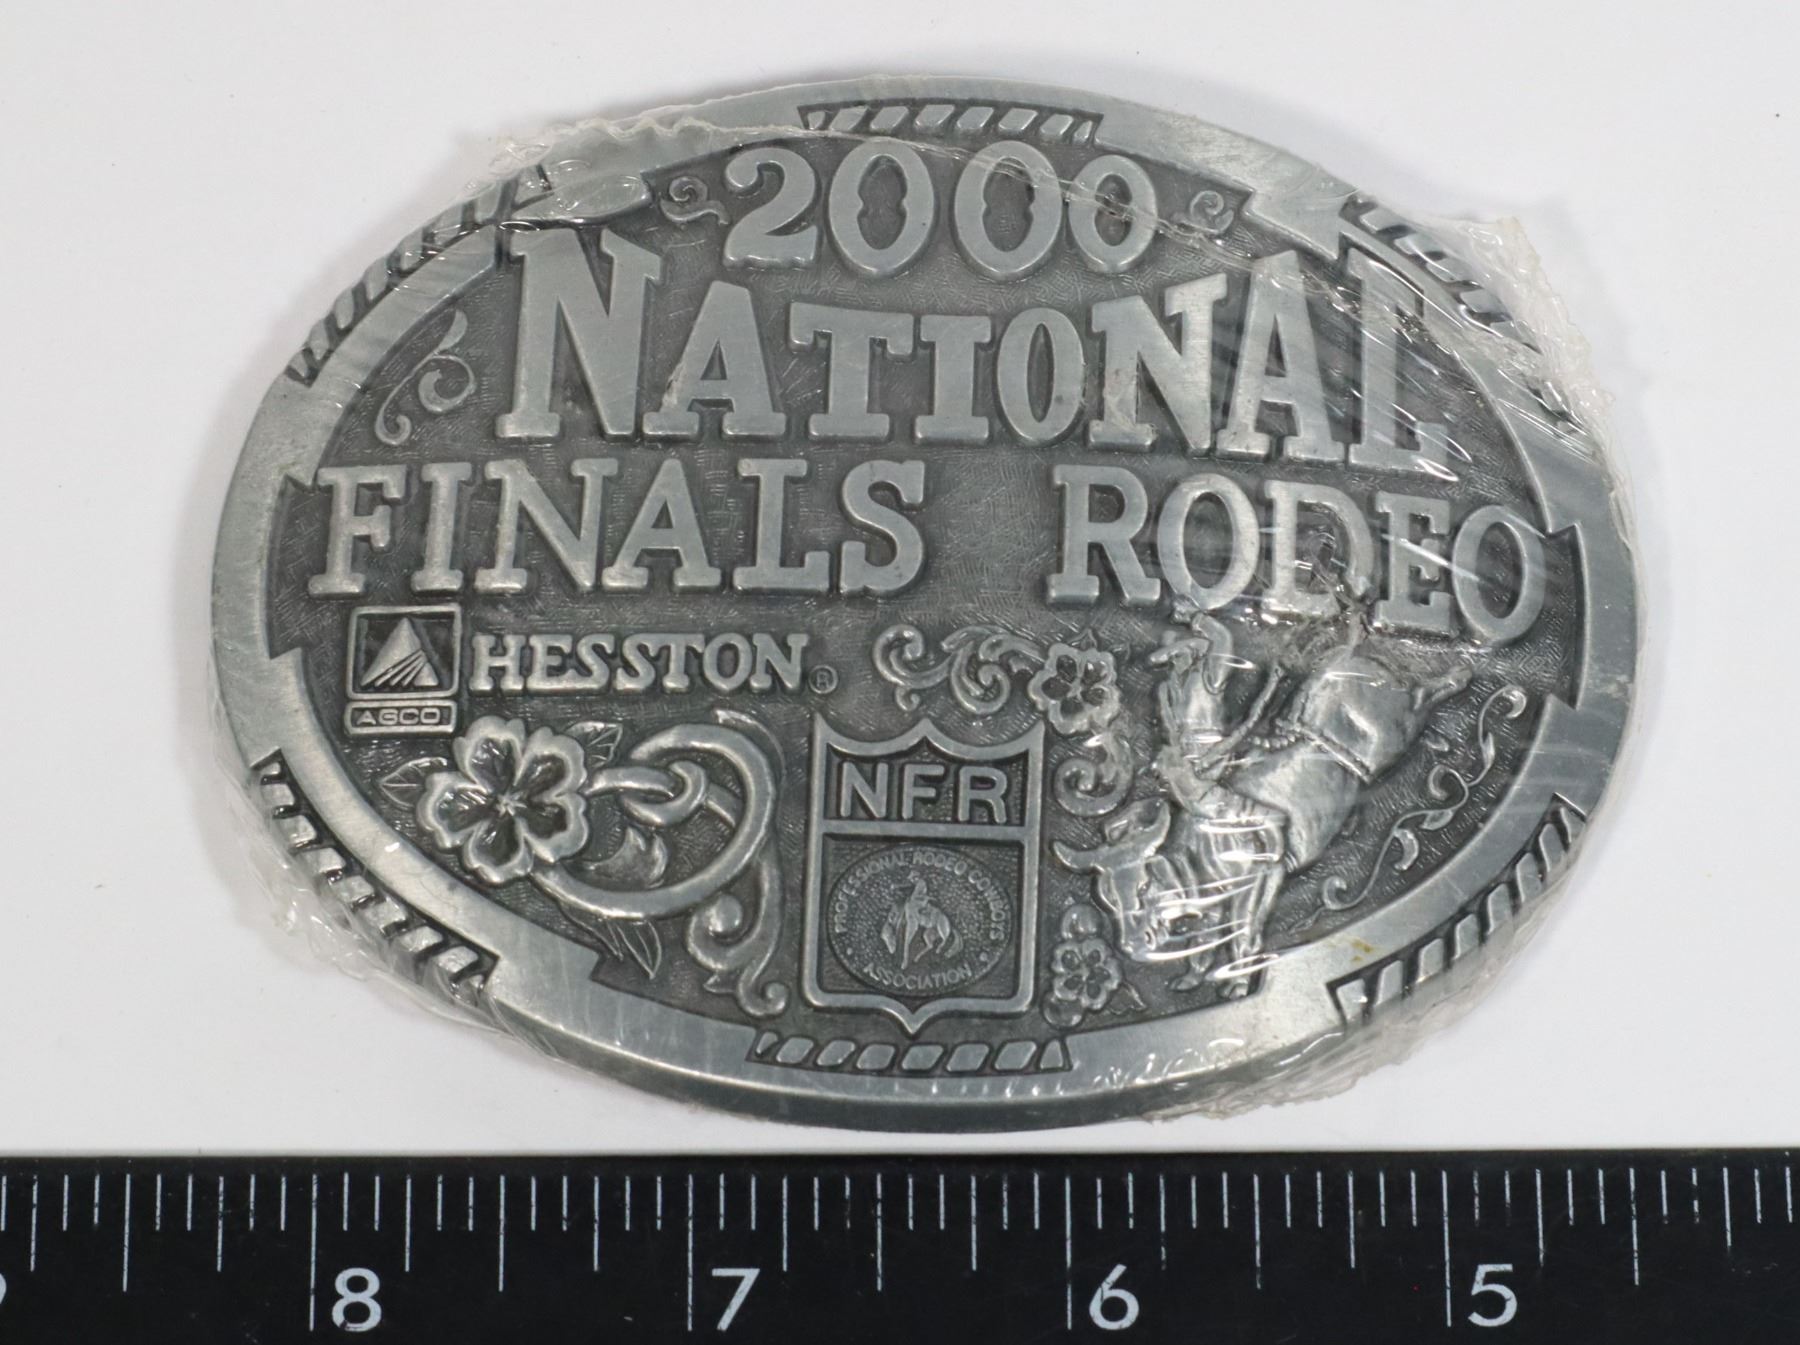 2000
NATIONAL
FINALS RODEO
HESSTON®
AGCO
NFR
PROFESSIONAL RODEO COWBOYS
ASSOCIATION
8 7 6 5